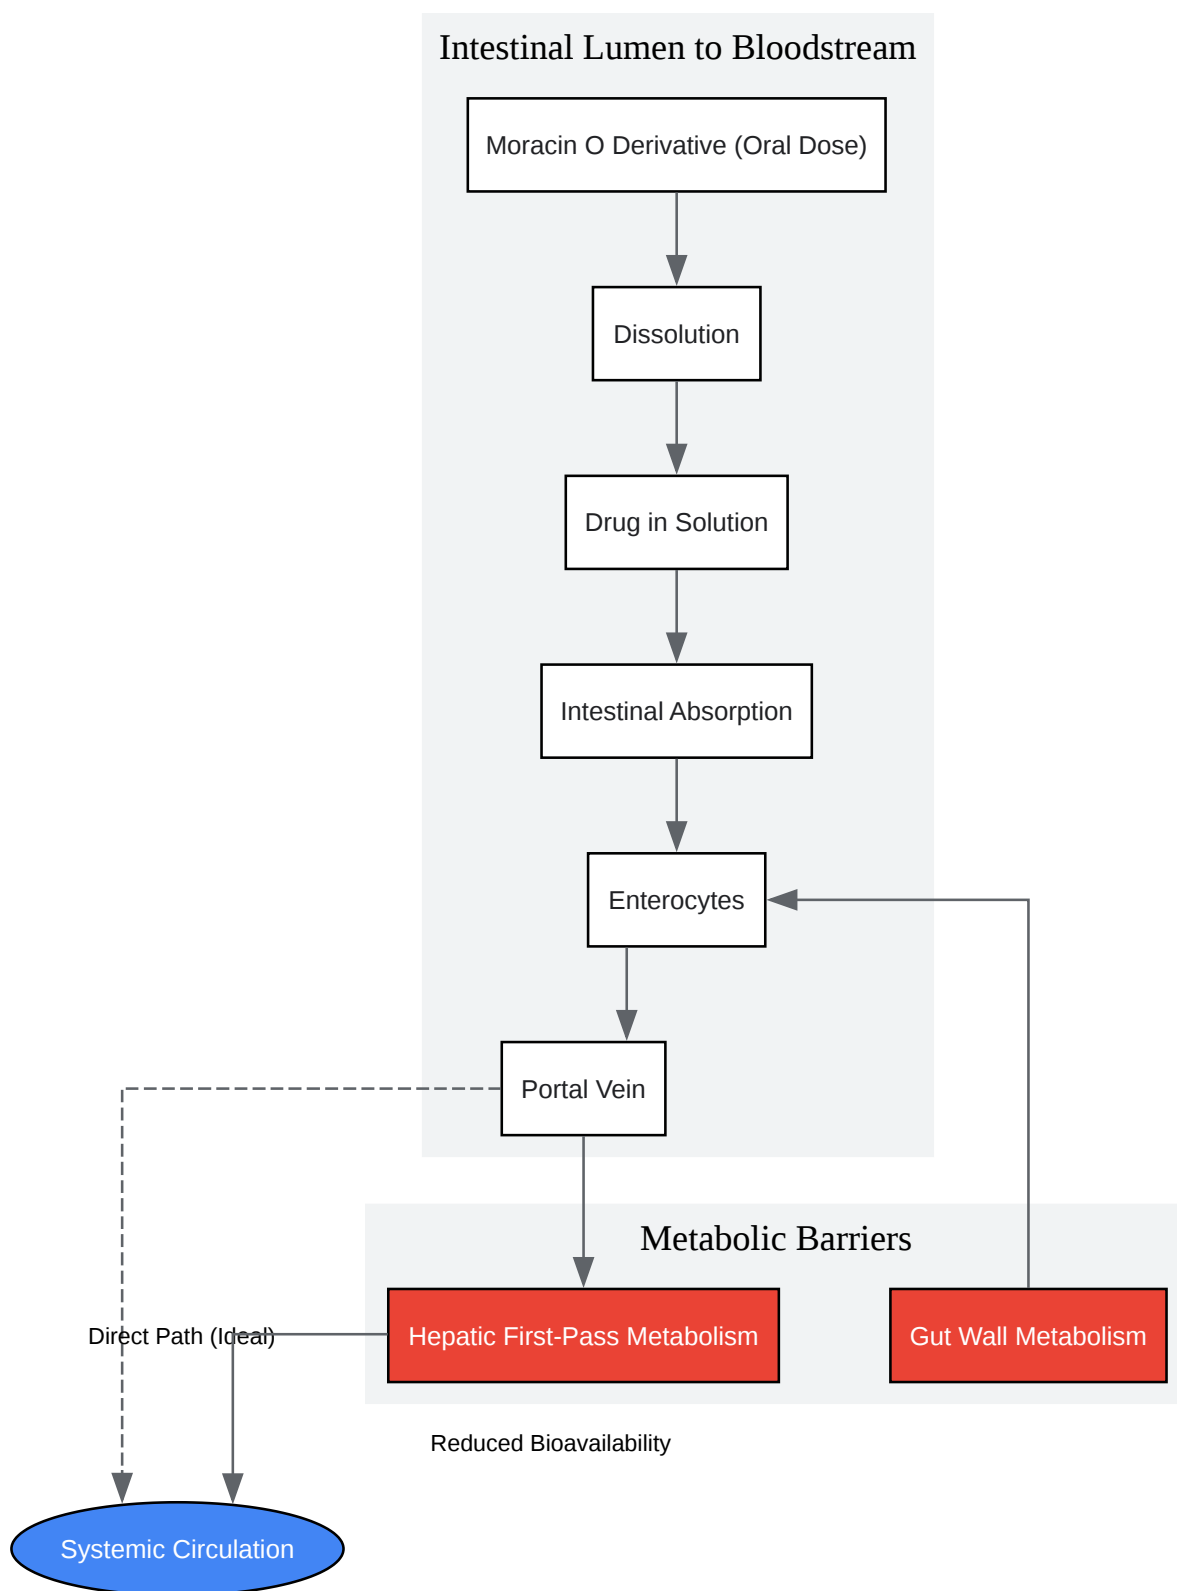 Intestinal Lumen to Bloodstream
Moracin O Derivative (Oral Dose)
Dissolution
Drug in Solution
Intestinal Absorption
Enterocytes
Portal Vein
Metabolic Barriers
Direct Path (Ideal)
Hepatic First-Pass Metabolism
Gut Wall Metabolism
Reduced Bioavailability
Systemic Circulation